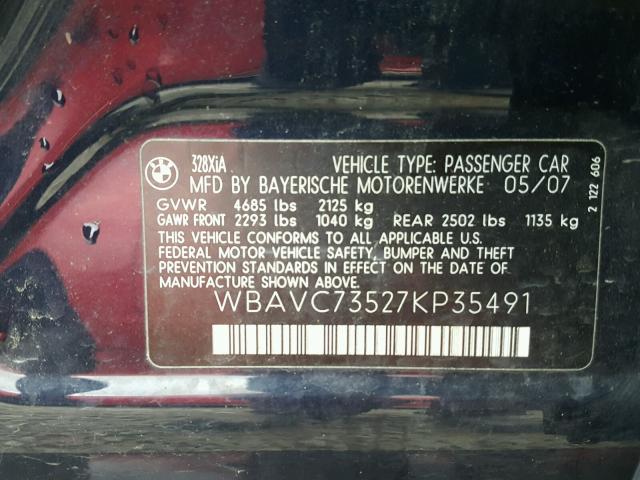 BMW
328XiA VEHICLE TYPE: PASSENGER CAR
MFD BY BAYERISCHE MOTORENWERKE 05/07
GVWR 4685 lbs 2125 kg
GAWR FRONT 2293 lbs 1040 kg REAR 2502 lbs 1135 kg
THIS VEHICLE CONFORMS TO ALL APPLICABLE U.S.
FEDERAL MOTOR VEHICLE SAFETY, BUMPER AND THEFT
PREVENTION STANDARDS IN EFFECT ON THE DATE OF
MANUFACTURE SHOWN ABOVE.
WBAVC73527KP35491
2 122 606